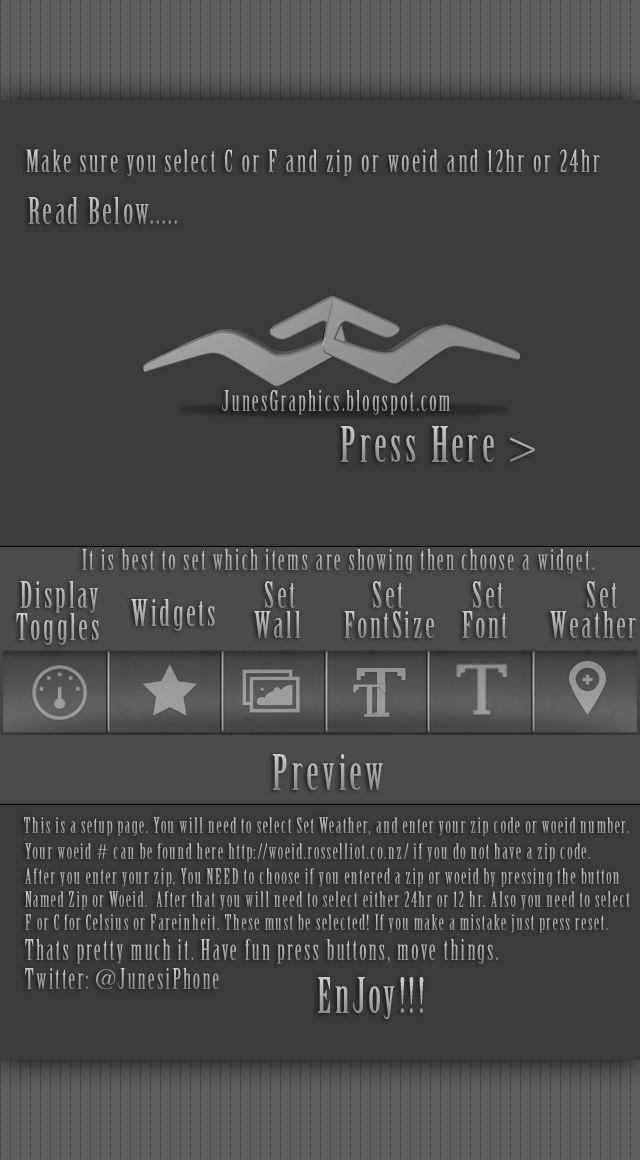 Make sure you select C or F and zip or woeid and 12hr or 24hr
Read Below.....
JunesGraphics.blogspot.com
Press Here >
It is best to set which items are showing then choose a widget.
Display Toggles
Widgets
Set Wall
Set FontSize
Set Font
Set Weather
Preview
This is a setup page. You will need to select Set Weather, and enter your zip code or woeid number.
Your woeid # can be found here http://woeid.rosselliot.co.nz/ if you do not have a zip code.
After you enter your zip, You NEED to choose if you entered a zip or woeid by pressing the button
Named Zip or Woeid. After that you will need to select either 24hr or 12 hr. Also you need to select
F or C for Celsius or Fareinheit. These must be selected! If you make a mistake just press reset.
Thats pretty much it. Have fun press buttons, move things.
Twitter: @JunesiPhone
EnJoy!!!